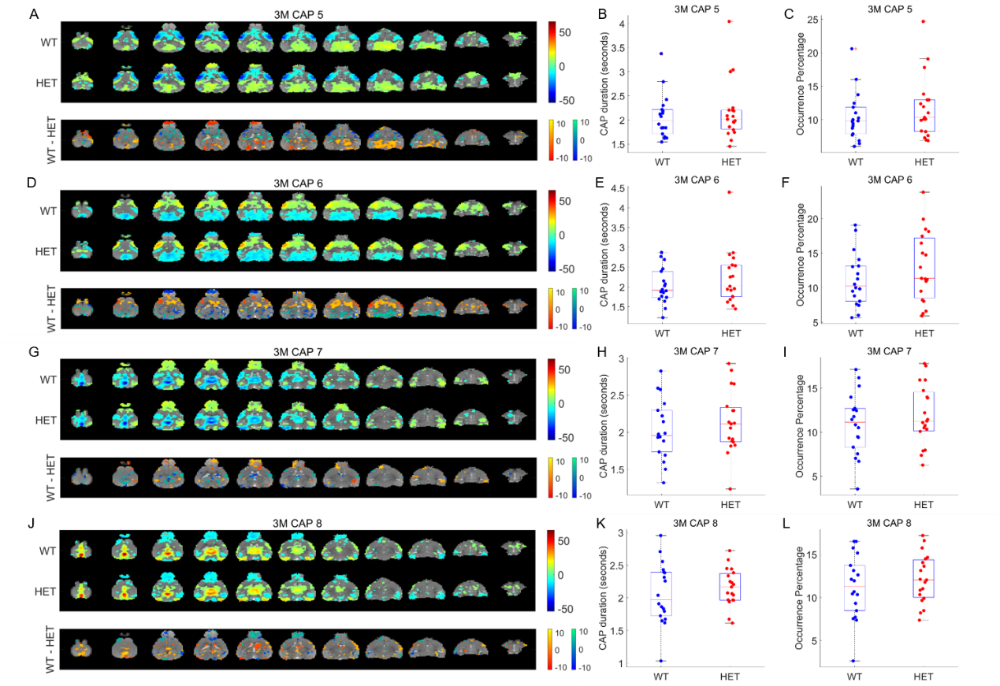 A
3M CAP 5
WT
HET
WT - HET
50
0
-50
10
0
-10
10
0
-10
B
3M CAP 5
CAP duration (seconds)
4
3.5
3
2.5
2
1.5
WT
HET
C
3M CAP 5
Occurrence Percentage
25
20
15
10
WT
HET
D
3M CAP 6
WT
HET
WT - HET
50
0
-50
10
0
-10
10
0
-10
E
3M CAP 6
CAP duration (seconds)
4.5
4
3.5
3
2.5
2
1.5
WT
HET
F
3M CAP 6
Occurrence Percentage
20
15
10
5
WT
HET
G
3M CAP 7
WT
HET
WT - HET
50
0
-50
10
0
-10
10
0
-10
H
3M CAP 7
CAP duration (seconds)
3
2.5
2
1.5
WT
HET
I
3M CAP 7
Occurrence Percentage
15
10
5
WT
HET
J
3M CAP 8
WT
HET
WT - HET
50
0
-50
10
0
-10
10
0
-10
K
3M CAP 8
CAP duration (seconds)
3
2.5
2
1.5
1
WT
HET
L
3M CAP 8
Occurrence Percentage
15
10
5
WT
HET